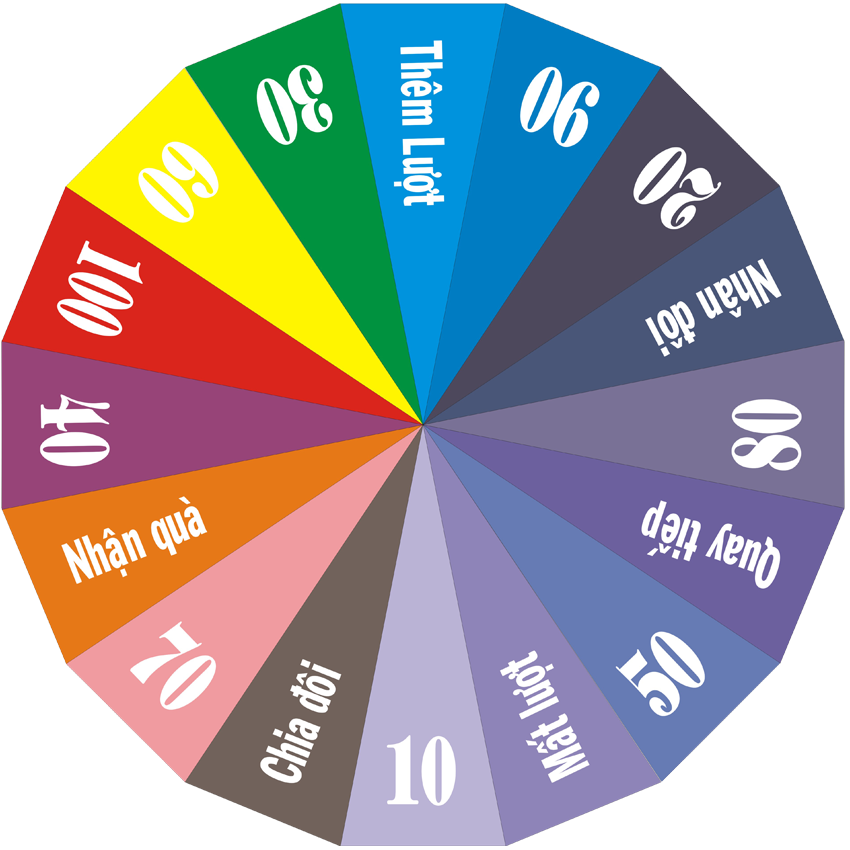 Thêm Lượt
90
20
Nhân đôi
80
Quay tiếp
50
Mất lượt
10
Chia đôi
70
Nhận quà
40
100
60
30